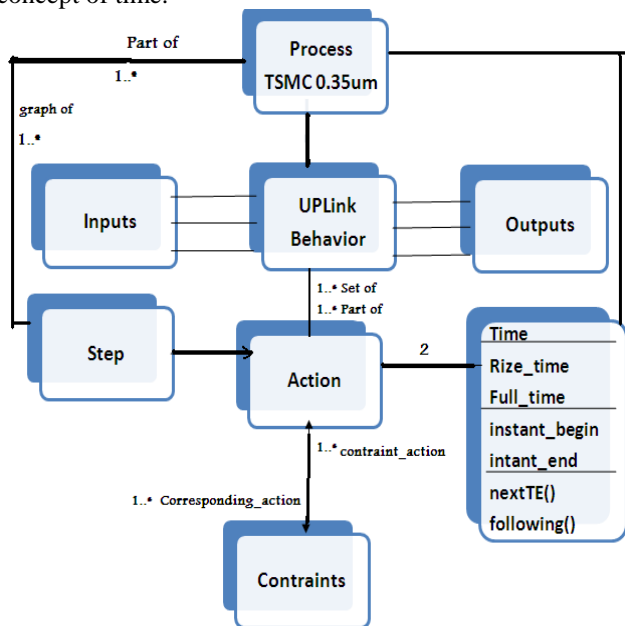 concept of time.
Part of
1..*
Process
TSMC 0.35um
graph of
1..*
Inputs
UPLink
Behavior
Outputs
1..* Set of
1..* Part of
Step
Action
2
Time
Rize_time
Full_time
instant_begin
intant_end
nextTE()
following()
1..* contraint_action
1..* Corresponding_action
Contraints